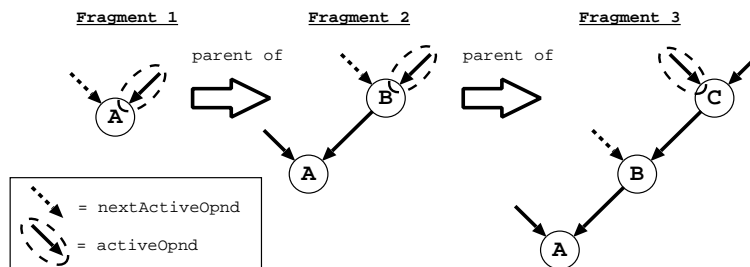 Fragment 1
Fragment 2
Fragment 3
parent of
parent of
A
B
C
A
B
A
= nextActiveOpnd
= activeOpnd